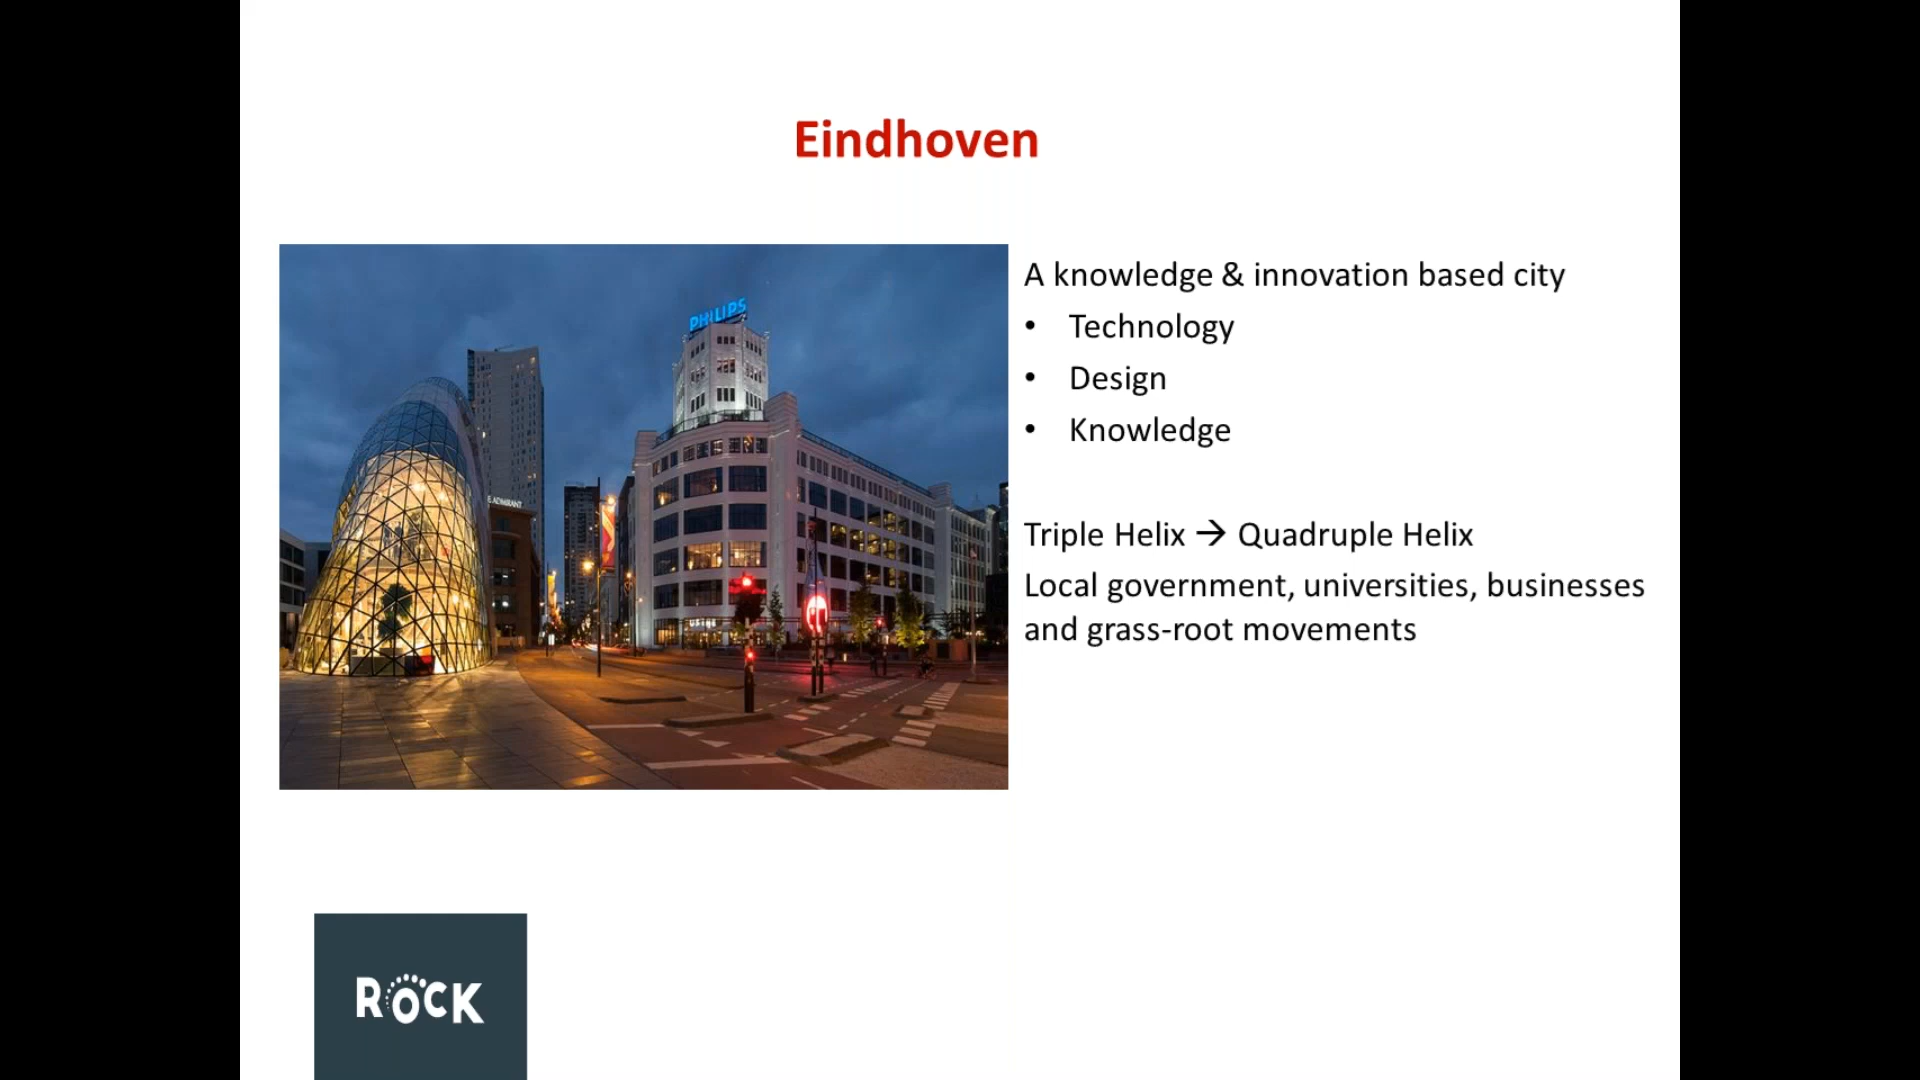 Eindhoven
PHILIPS
A knowledge & innovation based city
• Technology
• Design
• Knowledge
Triple Helix → Quadruple Helix
Local government, universities, businesses
and grass-root movements
ROCK